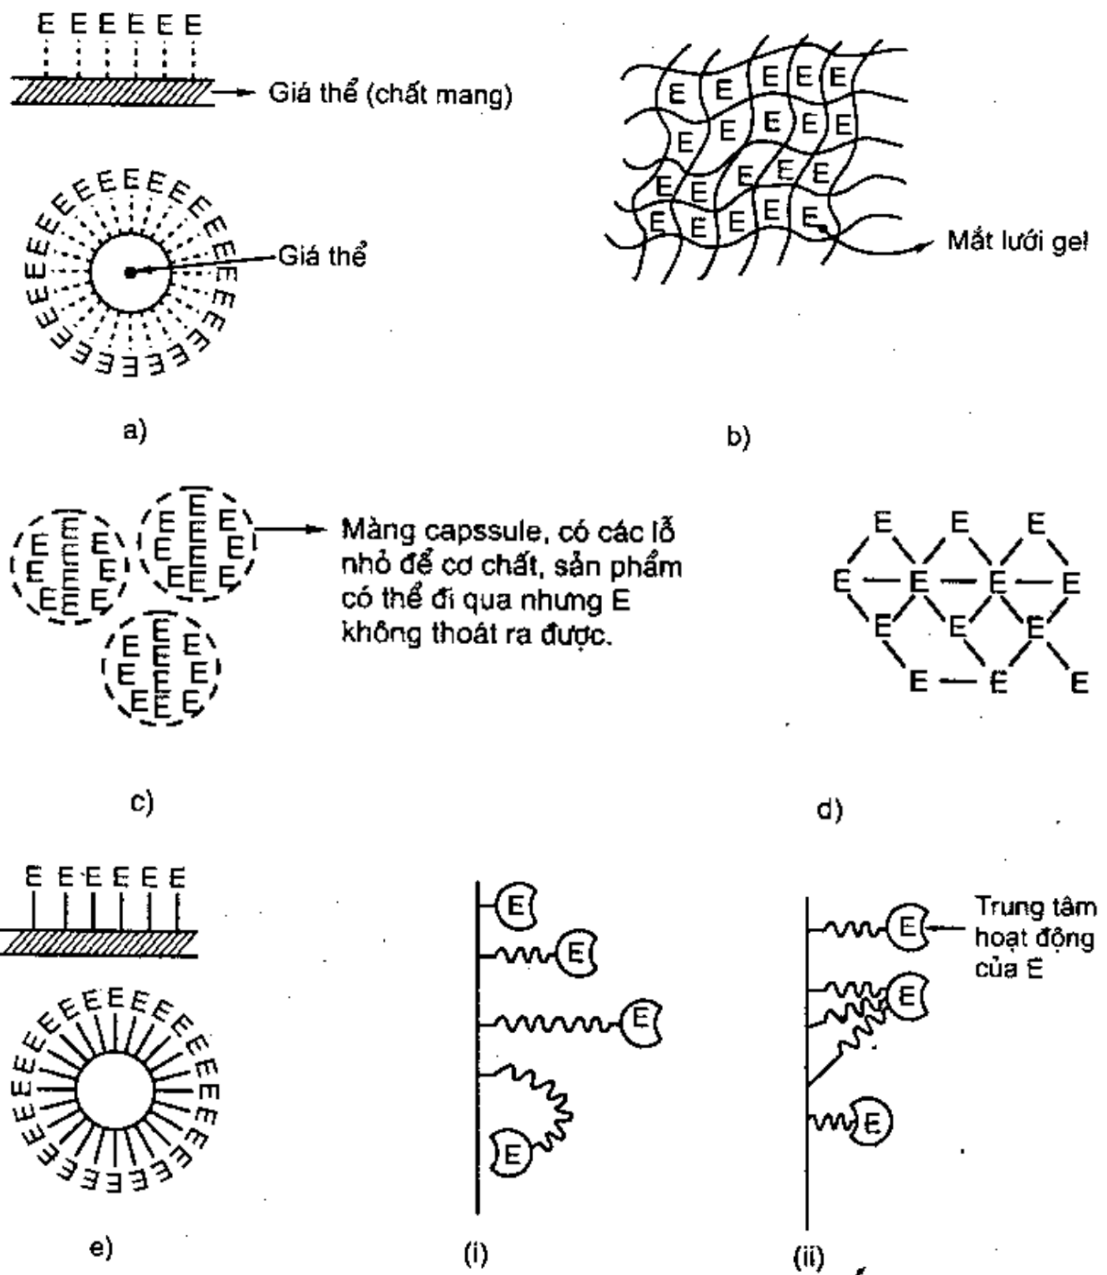 E E E E E E
Giá thể (chất mang)
E E E E E E E E E E E E E E E E E E E E E E E E E E E E
Giá thể
a)
E E E E E
E E E E E
E E E E E
E E E E E
Mắt lưới gel
b)
E E E E E E E E E E E
E E E E E E E E E E E
E E E E E E E E E E E
Màng capssule, có các lỗ
nhỏ để cơ chất, sản phẩm
có thể đi qua nhưng E
không thoát ra được.
c)
E E E
E E E E
E E E
E E E
d)
E E E E E E
E E E E E E E E E E E E E E E E E E E E E E E E E E E E
e)
E
E
E
E
(i)
E
E
E
Trung tâm
hoạt động
của E
(ii)